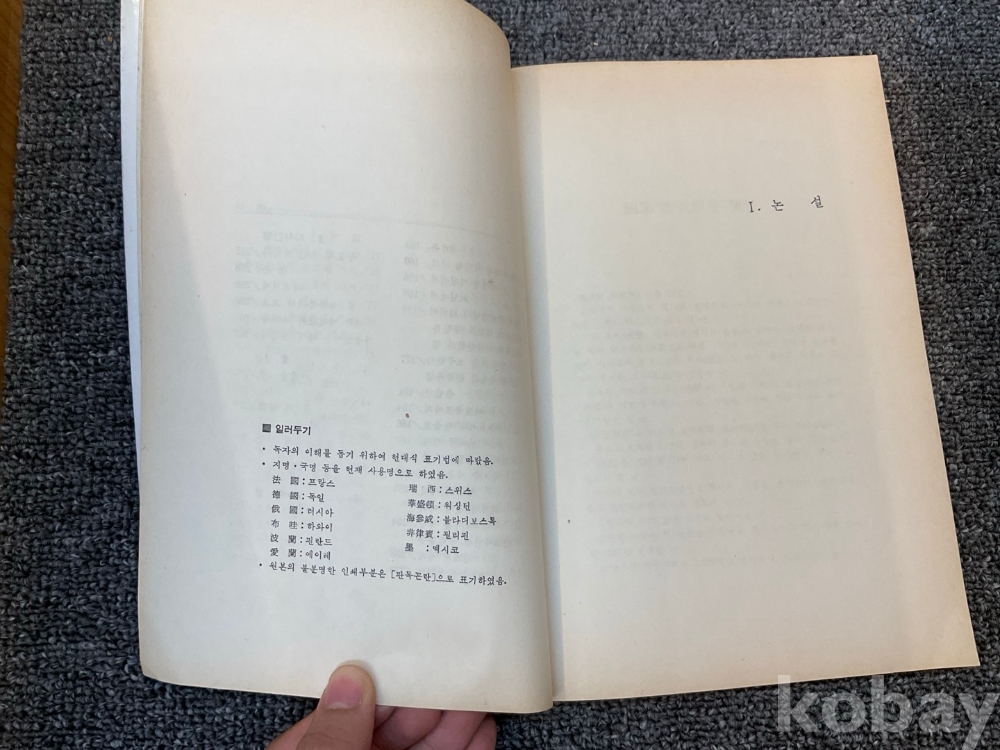 ■ 일러두기
• 독자의 이해를 돕기 위하여 현대식 표기법에 따랐음.
• 지명·국명 등을 현재 사용명으로 하였음.
法 國:프랑스 瑞 西:스위스
德 國:독일 華盛頓:워싱턴
俄 國:러시아 海參威:블라디보스톡
布 哇:하와이 非律賓:필리핀
波 蘭:핀란드 墨 :멕시코
愛 蘭:에이레
• 원본의 불분명한 인쇄부분은 [판독곤란]으로 표기하였음.
I. 논 설
kobay